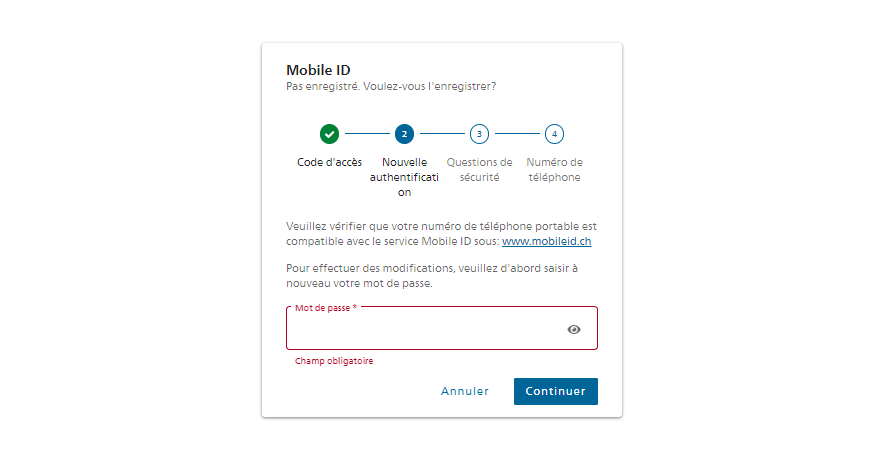 Mobile ID
Pas enregistré. Voulez-vous l'enregistrer?
2
3
4
Code d'accès
Nouvelle
authentificati
on
Questions de
sécurité
Numéro de
téléphone
Veuillez vérifier que votre numéro de téléphone portable est
compatible avec le service Mobile ID sous: www.mobileid.ch
Pour effectuer des modifications, veuillez d'abord saisir à
nouveau votre mot de passe.
Mot de passe *
Champ obligatoire
Annuler
Continuer